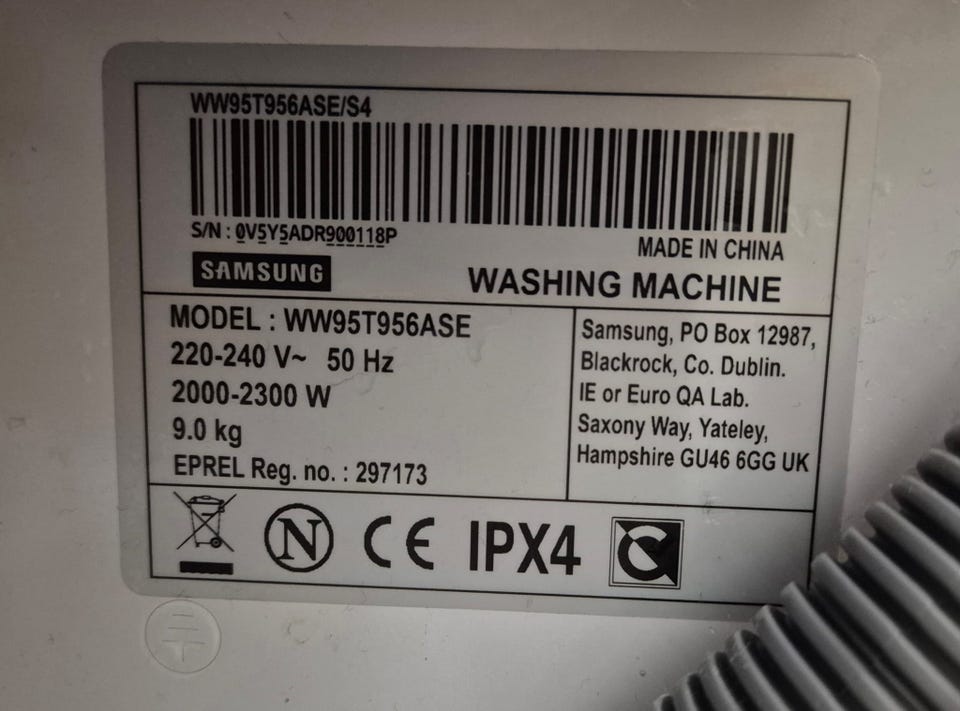 WW95T956ASE/S4
S/N : 0V5Y5ADR900118P
MADE IN CHINA
SAMSUNG
WASHING MACHINE
MODEL : WW95T956ASE
220-240 V~ 50 Hz
2000-2300 W
9.0 kg
EPREL Reg. no. : 297173
Samsung, PO Box 12987,
Blackrock, Co. Dublin.
IE or Euro QA Lab.
Saxony Way, Yateley,
Hampshire GU46 6GG UK
N CE IPX4